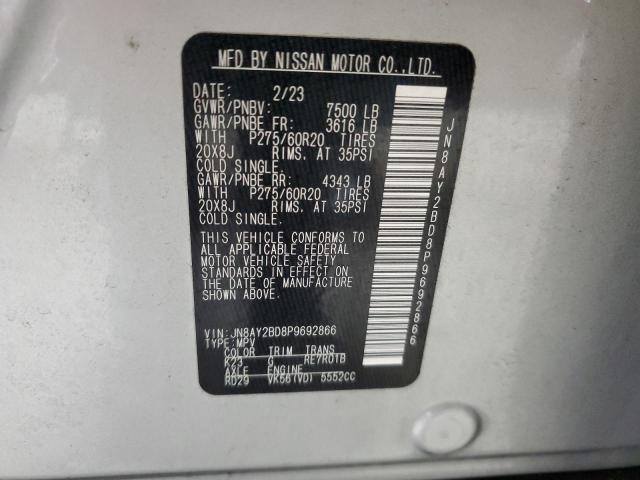 MFD BY NISSAN MOTOR CO.,LTD.
DATE: 2/23
GVWR/PNBV: 7500 LB
GAWR/PNBE FR: 3616 LB
WITH P275/60R20 TIRES
20X8J RIMS. AT 35PSI
COLD SINGLE.
GAWR/PNBE RR: 4343 LB
WITH P275/60R20 TIRES
20X8J RIMS. AT 35PSI
COLD SINGLE.
THIS VEHICLE CONFORMS TO
ALL APPLICABLE FEDERAL
MOTOR VEHICLE SAFETY
STANDARDS IN EFFECT ON
THE DATE OF MANUFACTURE
SHOWN ABOVE.
VIN:JN8AY2BD8P9692866
TYPE:MPV
COLOR TRIM TRANS
K23 G RE7R01B
AXLE ENGINE
RD29 VK56(VD) 5552CC
JN8AY2BD8P9692866